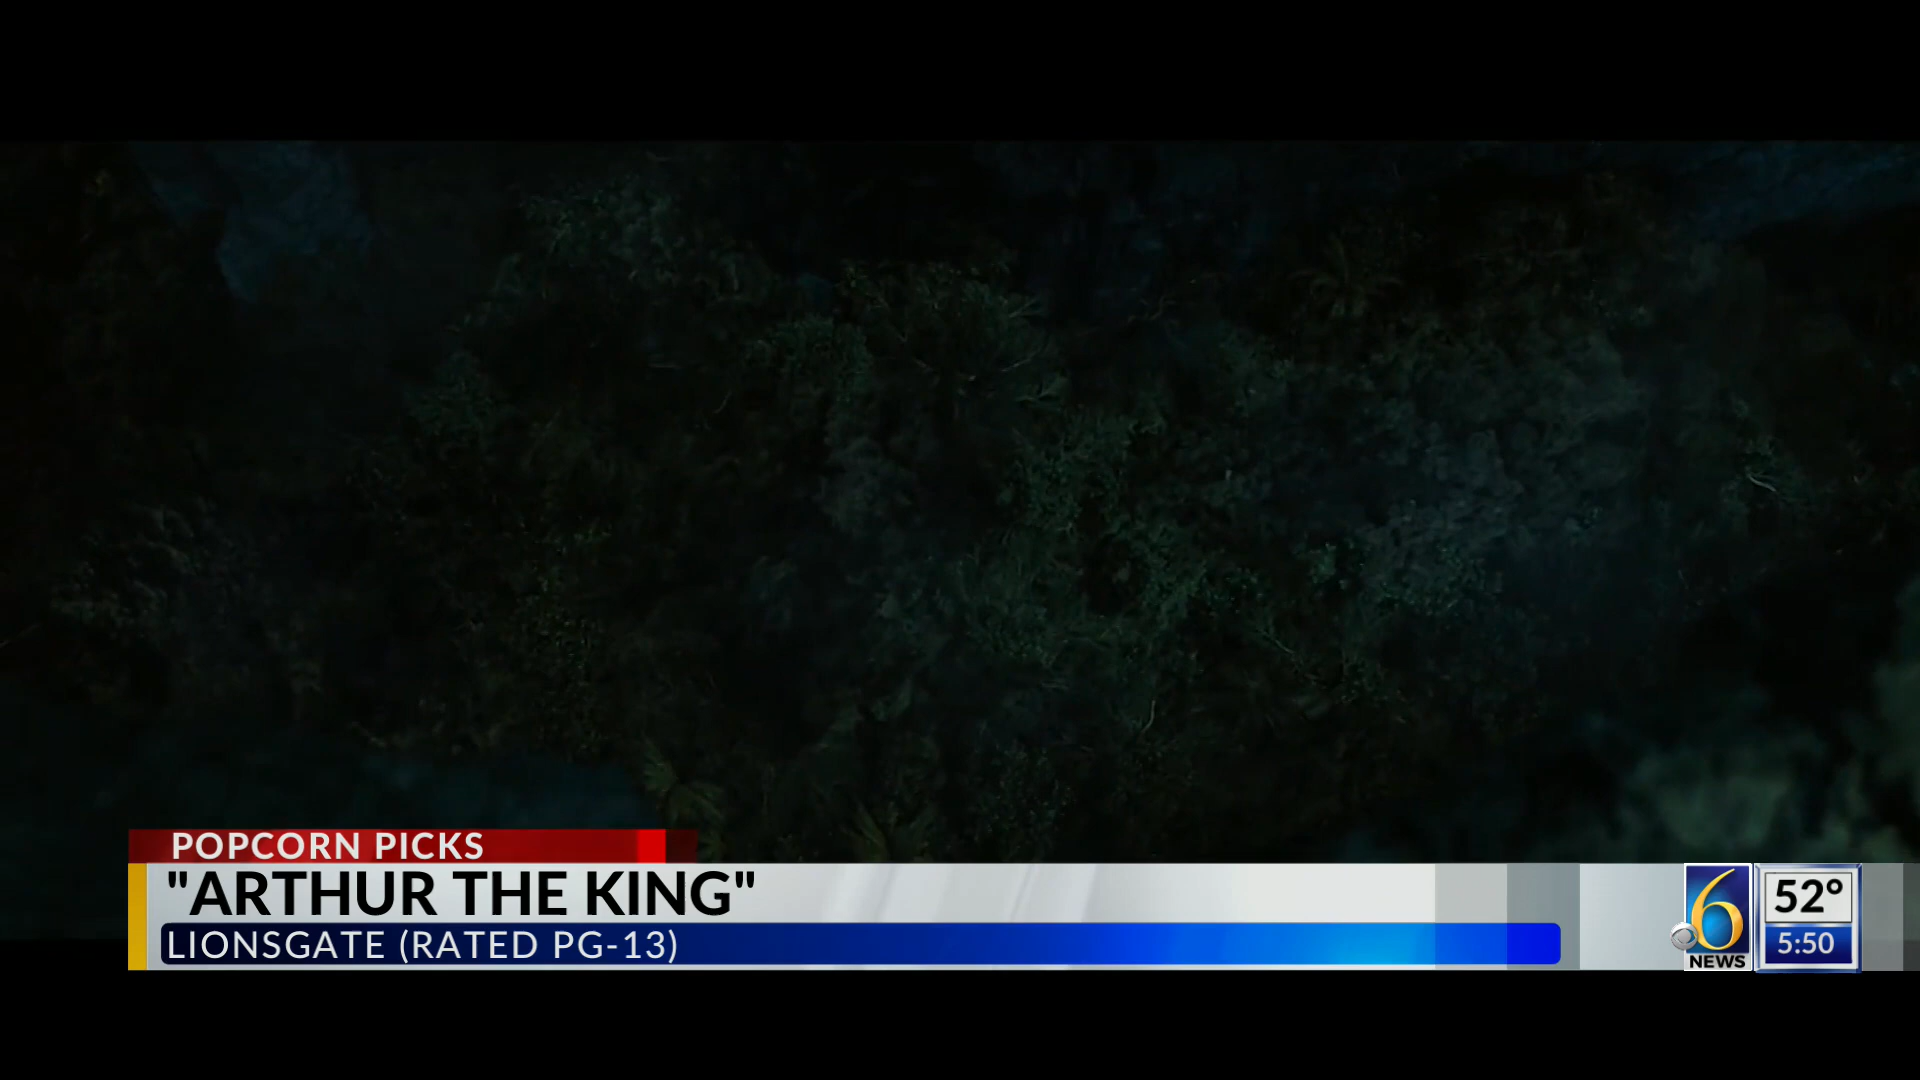 POPCORN PICKS
"ARTHUR THE KING"
LIONSGATE (RATED PG-13)
6
NEWS
52°
5:50